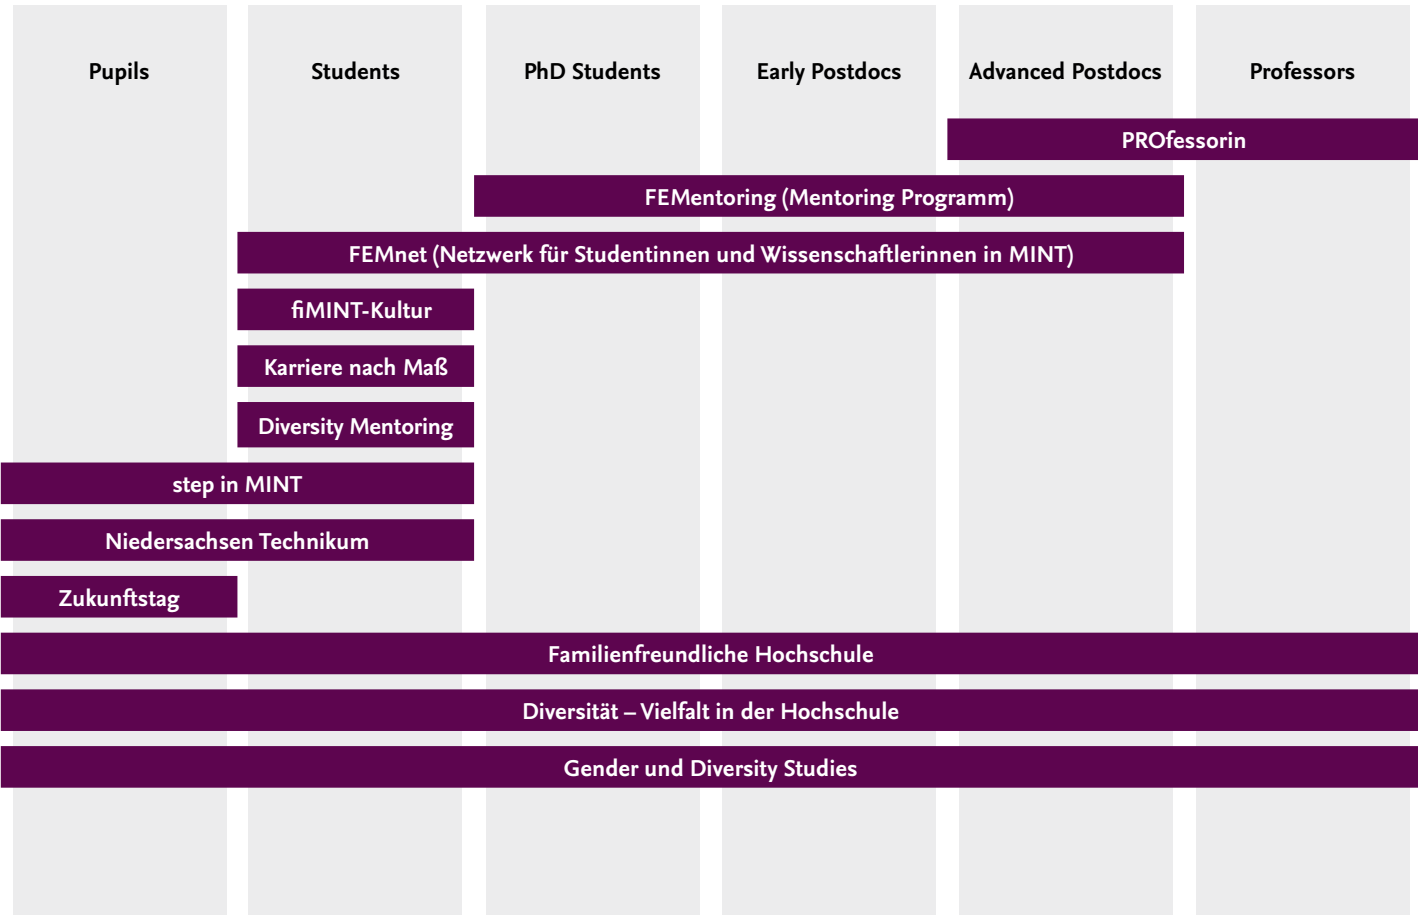 Pupils
Students
PhD Students
Early Postdocs
Advanced Postdocs
Professors
PROfessorin
FEMentoring (Mentoring Programm)
FEMnet (Netzwerk für Studentinnen und Wissenschaftlerinnen in MINT)
fiMINT-Kultur
Karriere nach Maß
Diversity Mentoring
step in MINT
Niedersachsen Technikum
Zukunftstag
Familienfreundliche Hochschule
Diversität – Vielfalt in der Hochschule
Gender und Diversity Studies